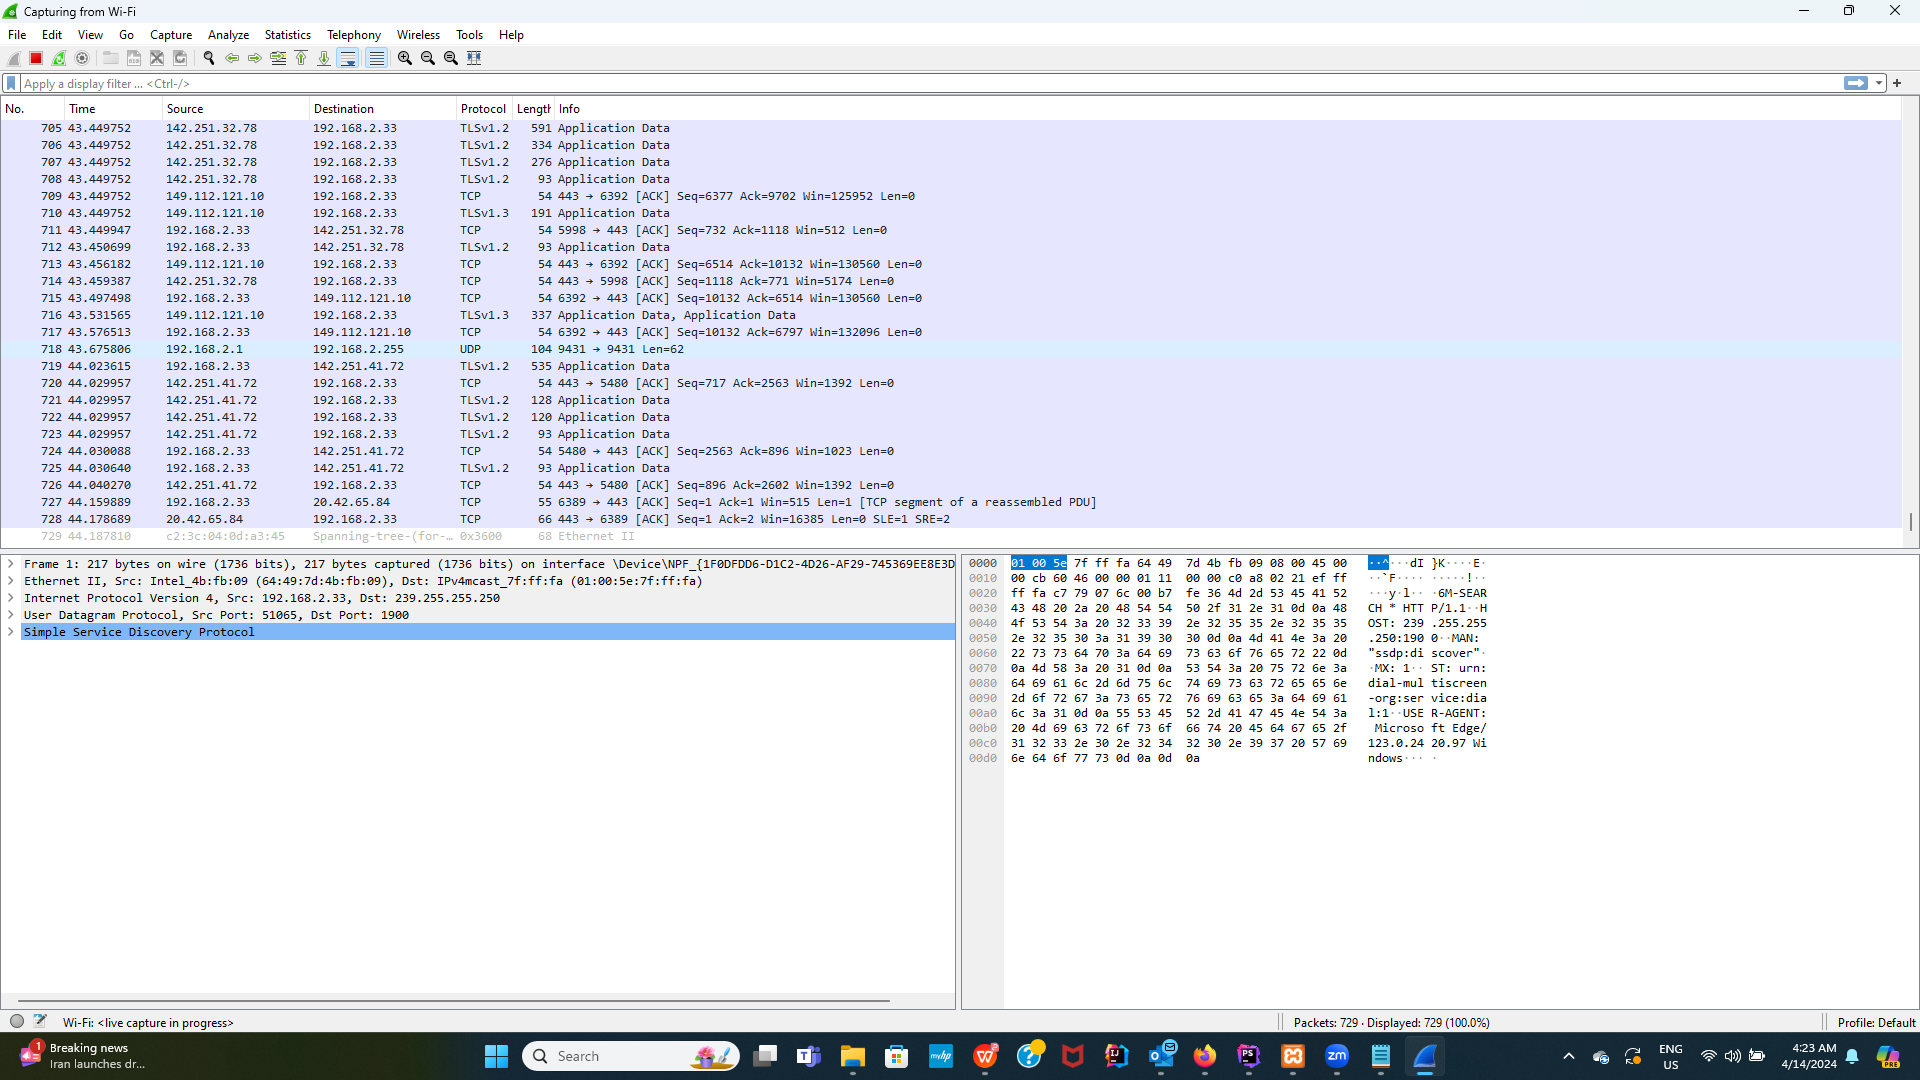 Capturing from Wi-Fi
File Edit View Go Capture Analyze Statistics Telephony Wireless Tools Help
Apply a display filter ... <Ctrl-/>
No. Time Source Destination Protocol Length Info
705 43.449752 142.251.32.78 192.168.2.33 TLSv1.2 591 Application Data
706 43.449752 142.251.32.78 192.168.2.33 TLSv1.2 334 Application Data
707 43.449752 142.251.32.78 192.168.2.33 TLSv1.2 276 Application Data
708 43.449752 142.251.32.78 192.168.2.33 TLSv1.2 93 Application Data
709 43.449752 149.112.121.10 192.168.2.33 TCP 54 443 → 6392 [ACK] Seq=6377 Ack=9702 Win=125952 Len=0
710 43.449752 149.112.121.10 192.168.2.33 TLSv1.3 191 Application Data
711 43.449947 192.168.2.33 142.251.32.78 TCP 54 5998 → 443 [ACK] Seq=732 Ack=1118 Win=512 Len=0
712 43.450699 192.168.2.33 142.251.32.78 TLSv1.2 93 Application Data
713 43.456182 149.112.121.10 192.168.2.33 TCP 54 443 → 6392 [ACK] Seq=6514 Ack=10132 Win=130560 Len=0
714 43.459387 142.251.32.78 192.168.2.33 TCP 54 443 → 5998 [ACK] Seq=1118 Ack=771 Win=5174 Len=0
715 43.497498 192.168.2.33 149.112.121.10 TCP 54 6392 → 443 [ACK] Seq=10132 Ack=6514 Win=130560 Len=0
716 43.531565 149.112.121.10 192.168.2.33 TLSv1.3 337 Application Data, Application Data
717 43.576513 192.168.2.33 149.112.121.10 TCP 54 6392 → 443 [ACK] Seq=10132 Ack=6797 Win=132096 Len=0
718 43.675806 192.168.2.1 192.168.2.255 UDP 104 9431 → 9431 Len=62
719 44.023615 192.168.2.33 142.251.41.72 TLSv1.2 535 Application Data
720 44.029957 142.251.41.72 192.168.2.33 TCP 54 443 → 5480 [ACK] Seq=717 Ack=2563 Win=1392 Len=0
721 44.029957 142.251.41.72 192.168.2.33 TLSv1.2 128 Application Data
722 44.029957 142.251.41.72 192.168.2.33 TLSv1.2 120 Application Data
723 44.029957 142.251.41.72 192.168.2.33 TLSv1.2 93 Application Data
724 44.030088 192.168.2.33 142.251.41.72 TCP 54 5480 → 443 [ACK] Seq=2563 Ack=896 Win=1023 Len=0
725 44.030640 192.168.2.33 142.251.41.72 TLSv1.2 93 Application Data
726 44.040270 142.251.41.72 192.168.2.33 TCP 54 443 → 5480 [ACK] Seq=896 Ack=2602 Win=1392 Len=0
727 44.159889 192.168.2.33 20.42.65.84 TCP 55 6389 → 443 [ACK] Seq=1 Ack=1 Win=515 Len=1 [TCP segment of a reassembled PDU]
728 44.178689 20.42.65.84 192.168.2.33 TCP 66 443 → 6389 [ACK] Seq=1 Ack=2 Win=16385 Len=0 SLE=1 SRE=2
729 44.187810 c2:3c:04:0d:a3:45 Spanning-tree-(for-… 0x3600 68 Ethernet II
Frame 1: 217 bytes on wire (1736 bits), 217 bytes captured (1736 bits) on interface \Device\NPF_{1F0DFDD6-D1C2-4D26-AF29-745369EE8E3D
Ethernet II, Src: Intel_4b:fb:09 (64:49:7d:4b:fb:09), Dst: IPv4mcast_7f:ff:fa (01:00:5e:7f:ff:fa)
Internet Protocol Version 4, Src: 192.168.2.33, Dst: 239.255.255.250
User Datagram Protocol, Src Port: 51065, Dst Port: 1900
Simple Service Discovery Protocol
0000 01 00 5e 7f ff fa 64 49 7d 4b fb 09 08 00 45 00 ··^···dI }K····E·
0010 00 cb 60 46 00 00 01 11 00 00 c0 a8 02 21 ef ff ··`F···· ·····!··
0020 ff fa c7 79 07 6c 00 b7 fe 36 4d 2d 53 45 41 52 ···y·l·· ·6M-SEAR
0030 43 48 20 2a 20 48 54 54 50 2f 31 2e 31 0d 0a 48 CH * HTT P/1.1··H
0040 4f 53 54 3a 20 32 33 39 2e 32 35 35 2e 32 35 35 OST: 239 .255.255
0050 2e 32 35 30 3a 31 39 30 30 0d 0a 4d 41 4e 3a 20 .250:190 0··MAN:
0060 22 73 73 64 70 3a 64 69 73 63 6f 76 65 72 22 0d "ssdp:di scover"·
0070 0a 4d 58 3a 20 31 0d 0a 53 54 3a 20 75 72 6e 3a ·MX: 1·· ST: urn:
0080 64 69 61 6c 2d 6d 75 6c 74 69 73 63 72 65 65 6e dial-mul tiscreen
0090 2d 6f 72 67 3a 73 65 72 76 69 63 65 3a 64 69 61 -org:ser vice:dia
00a0 6c 3a 31 0d 0a 55 53 45 52 2d 41 47 45 4e 54 3a l:1··USE R-AGENT:
00b0 20 4d 69 63 72 6f 73 6f 66 74 20 45 64 67 65 2f Microso ft Edge/
00c0 31 32 33 2e 30 2e 32 34 32 30 2e 39 37 20 57 69 123.0.24 20.97 Wi
00d0 6e 64 6f 77 73 0d 0a 0d 0a ndows··· ·
Wi-Fi: <live capture in progress>
Packets: 729 · Displayed: 729 (100.0%)
Profile: Default
1
Breaking news
Iran launches dr...
Search
myhp
zm
ENG
US
4:23 AM
4/14/2024
PRE